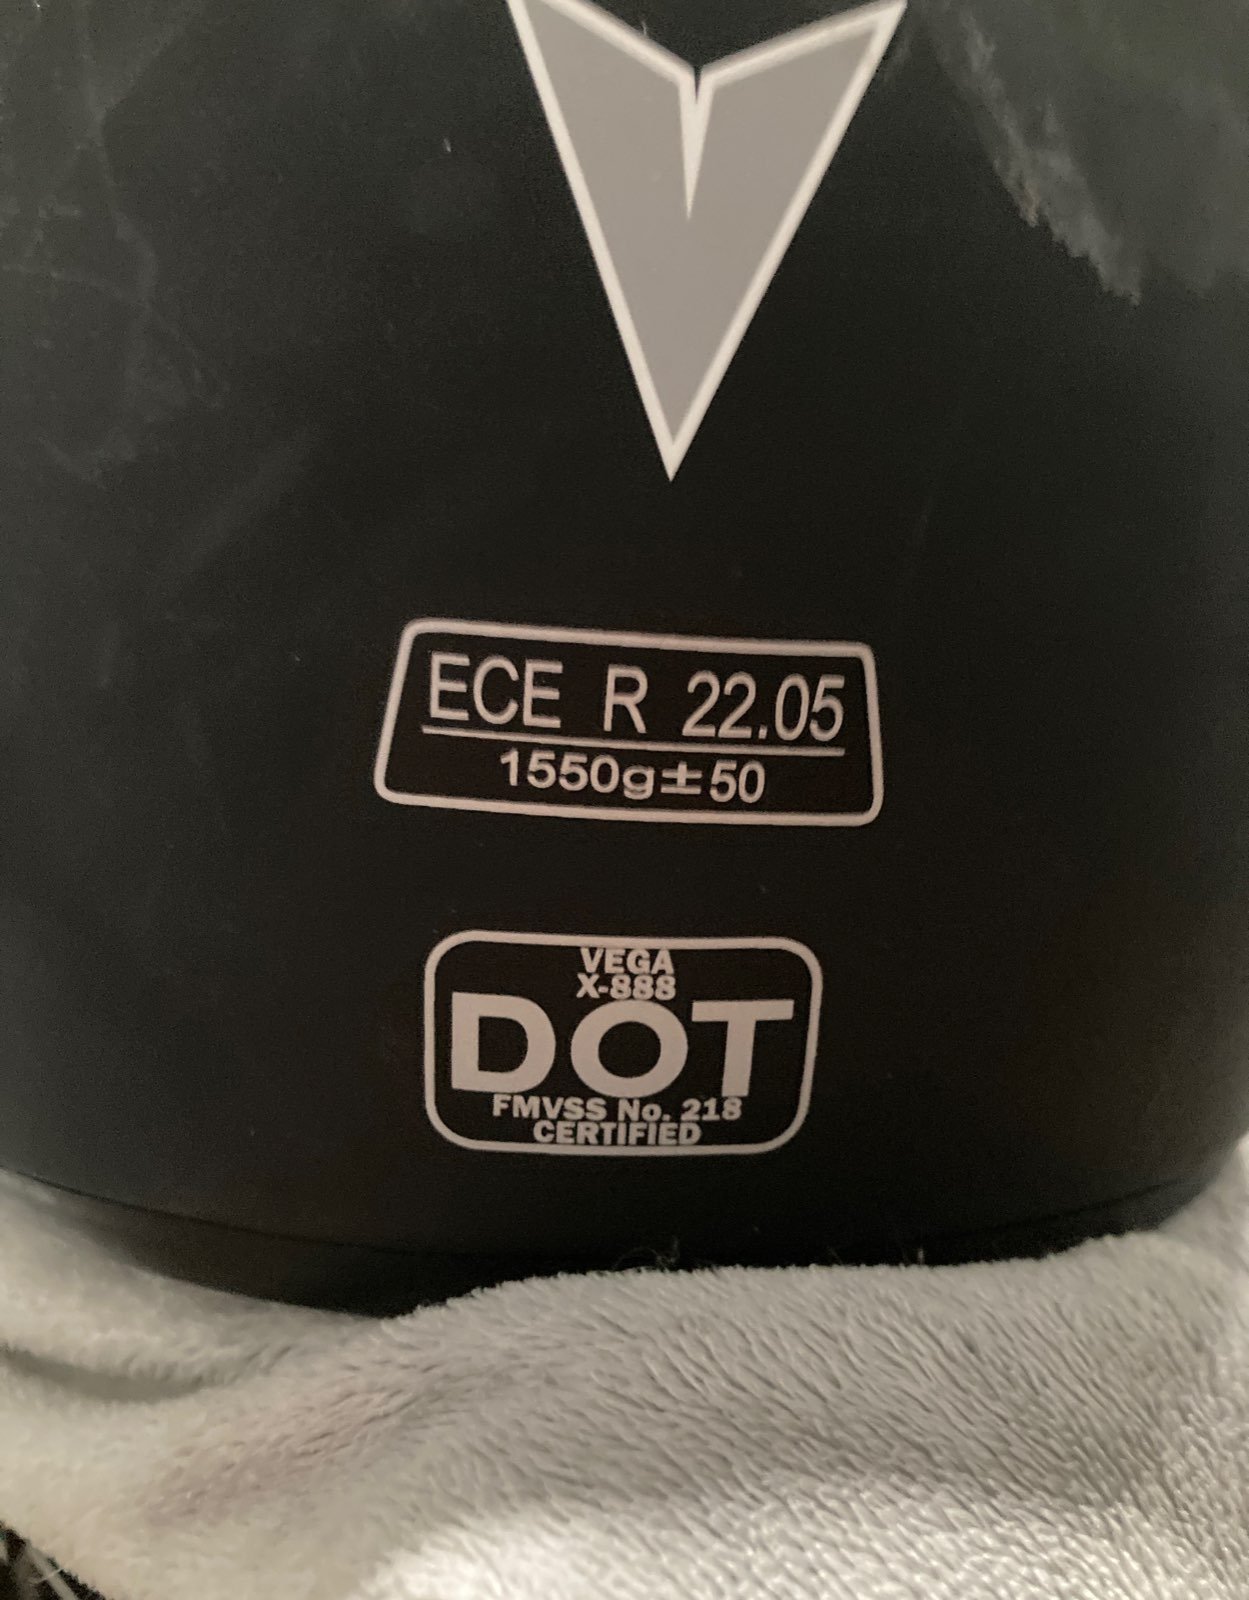 ECE R 22.05
1550g±50
VEGA
X-888
DOT
FMVSS No. 218
CERTIFIED